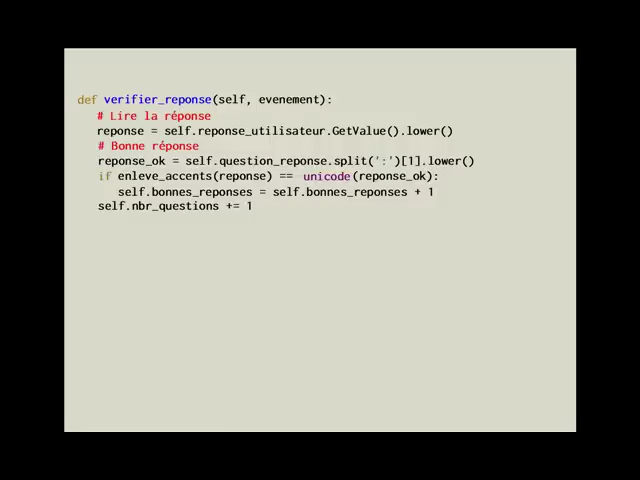 def verifier_reponse(self, evenement):
# Lire la réponse
reponse = self.reponse_utilisateur.GetValue().lower()
# Bonne réponse
reponse_ok = self.question_reponse.split(':')[1].lower()
if enleve_accents(reponse) == unicode(reponse_ok):
self.bonnes_reponses = self.bonnes_reponses + 1
self.nbr_questions += 1